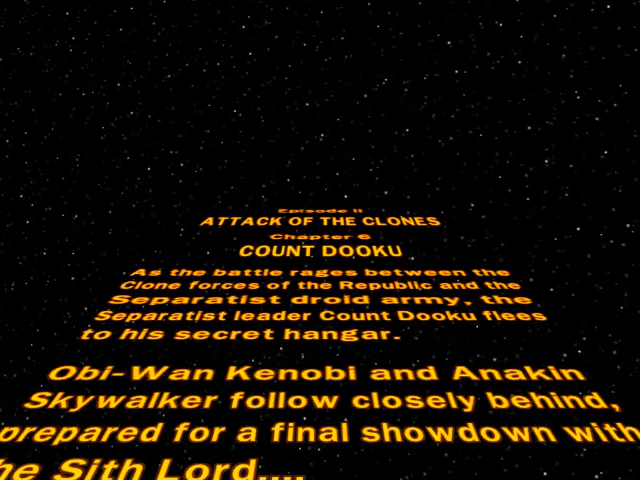 Episode II
ATTACK OF THE CLONES
Chapter 6
COUNT DOOKU
As the battle rages between the
Clone forces of the Republic and the
Separatist droid army, the
Separatist leader Count Dooku flees
to his secret hangar.
Obi-Wan Kenobi and Anakin
Skywalker follow closely behind,
prepared for a final showdown with
he Sith Lord....